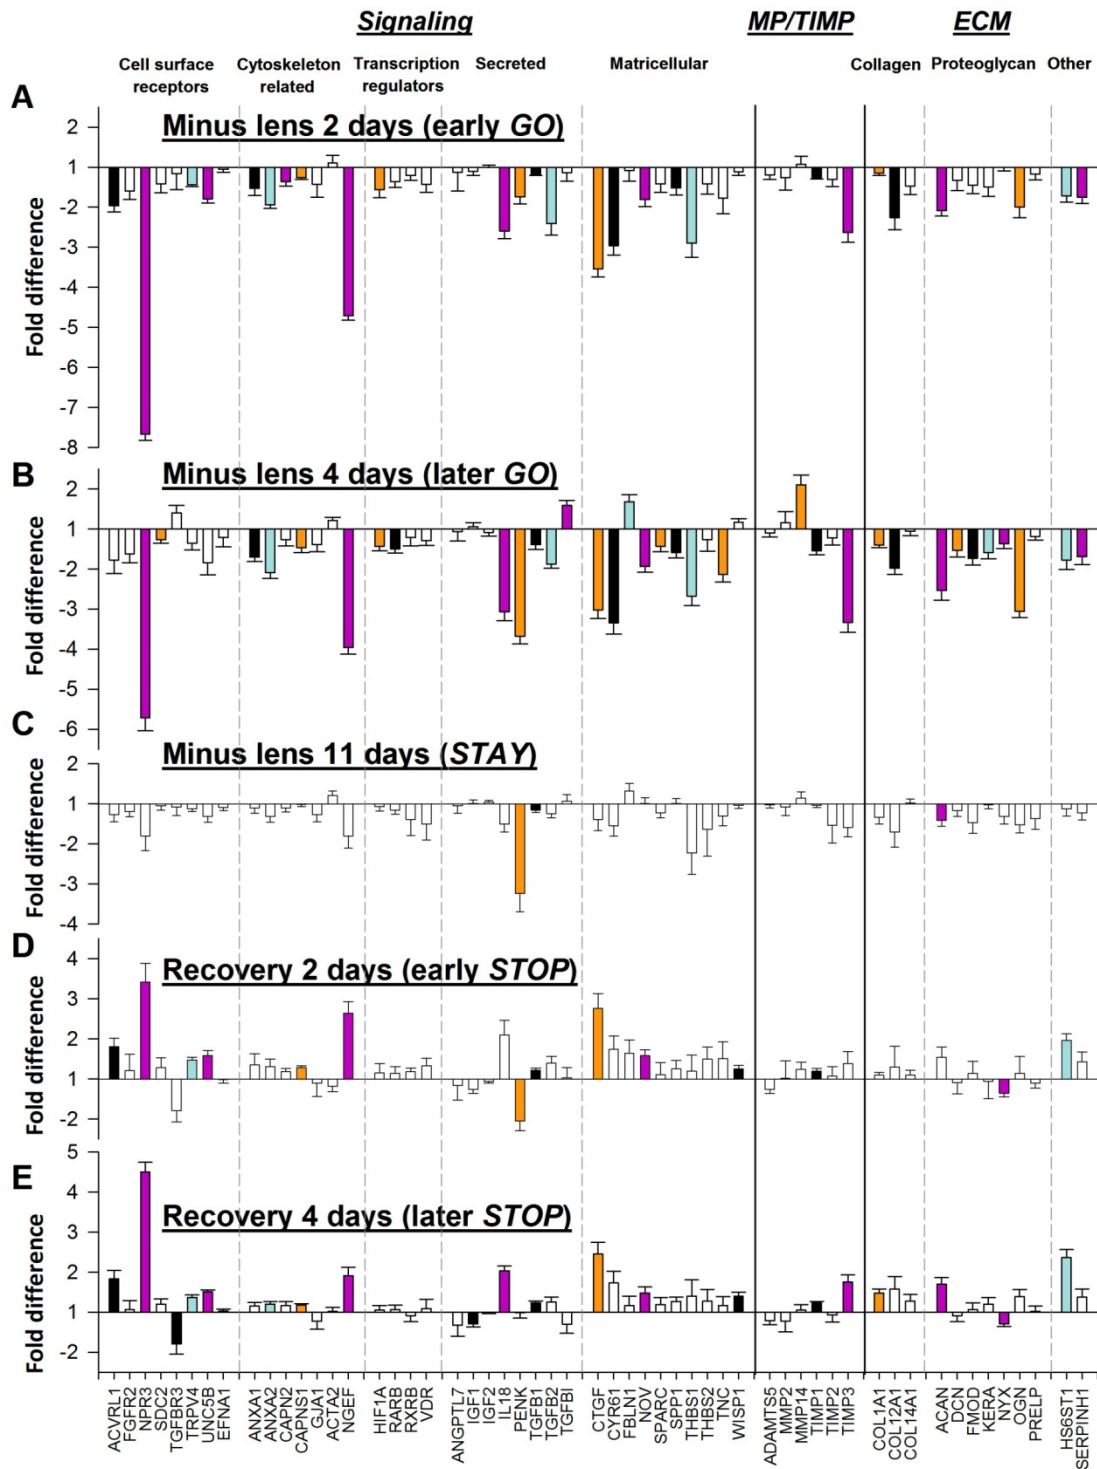 Signaling MP/TIMP ECM
Cell surface receptors Cytoskeleton related Transcription regulators Secreted Matricellular Collagen Proteoglycan Other
A
Minus lens 2 days (early GO)
Fold difference
2
1
-2
-3
-4
-5
-6
-7
-8
B
Minus lens 4 days (later GO)
Fold difference
2
1
-2
-3
-4
-5
-6
C
Minus lens 11 days (STAY)
Fold difference
2
1
-2
-3
-4
D
Recovery 2 days (early STOP)
Fold difference
4
3
2
1
-2
E
Recovery 4 days (later STOP)
Fold difference
5
4
3
2
1
-2
ACVRL1
FGFR2
NPR3
SDC2
TGFBR3
TRPV4
UNC5B
EFNA1
ANXA1
ANXA2
CAPN2
CAPNS1
GJA1
ACTA2
NGEF
HIF1A
RARB
RXRB
VDR
ANGPTL7
IGF1
IGF2
IL18
PENK
TGFB1
TGFB2
TGFBI
CTGF
CYR61
FBLN1
NOV
SPARC
SPP1
THBS1
THBS2
TNC
WISP1
ADAMTS5
MMP2
MMP14
TIMP1
TIMP2
TIMP3
COL1A1
COL12A1
COL14A1
ACAN
DCN
FMOD
KERA
NYX
OGN
PRELP
HS6ST1
SERPINH1